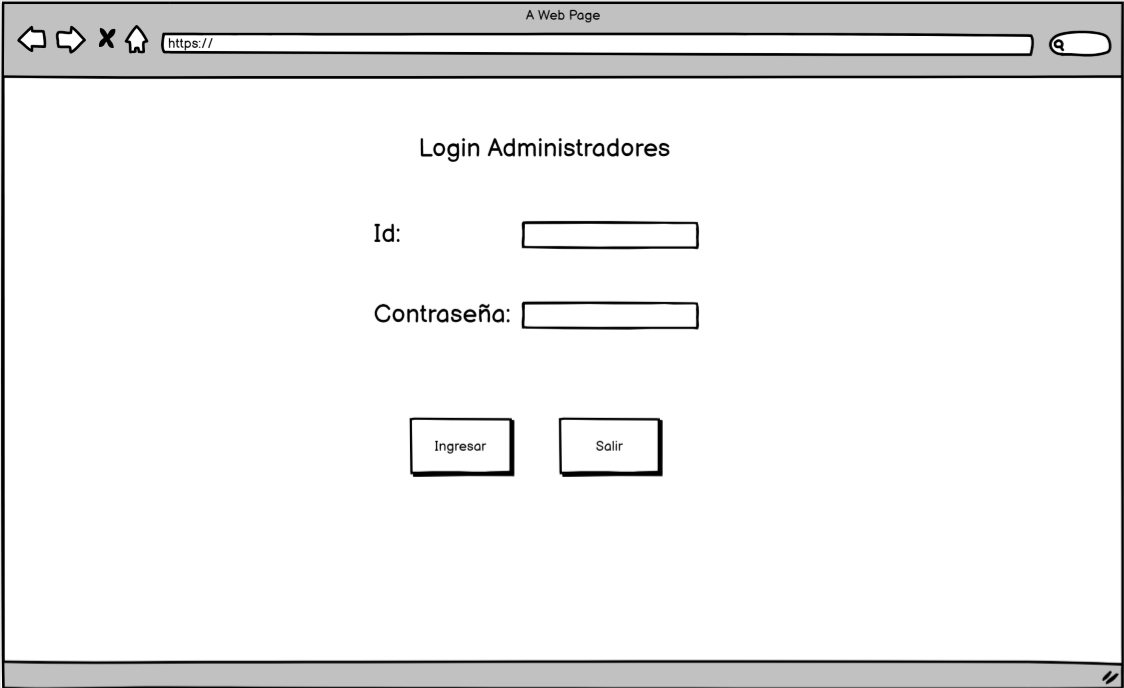 A Web Page
https://
Login Administradores
Id:
Contraseña:
Ingresar
Salir